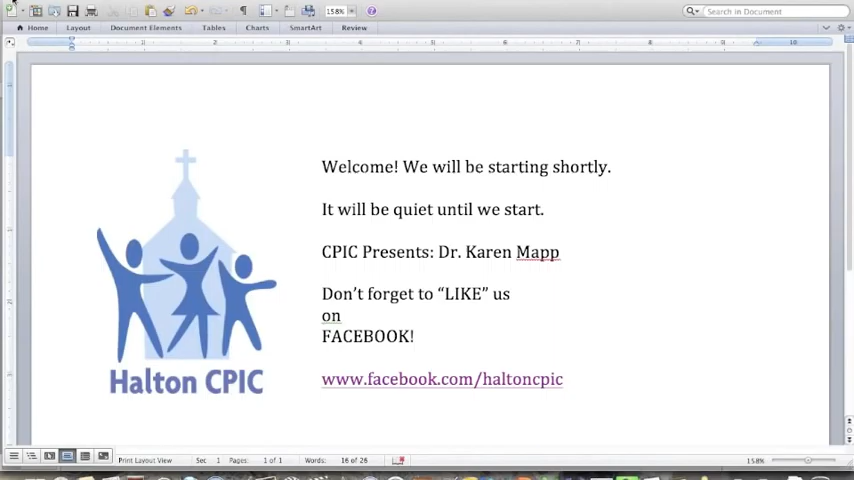 158%
Search in Document
Home Layout Document Elements Tables Charts SmartArt Review
Welcome! We will be starting shortly.
It will be quiet until we start.
CPIC Presents: Dr. Karen Mapp
Don’t forget to “LIKE” us
on
FACEBOOK!
www.facebook.com/haltoncpic
Halton CPIC
Print Layout View Sec 1 Pages: 1 of 1 Words: 16 of 26 158%